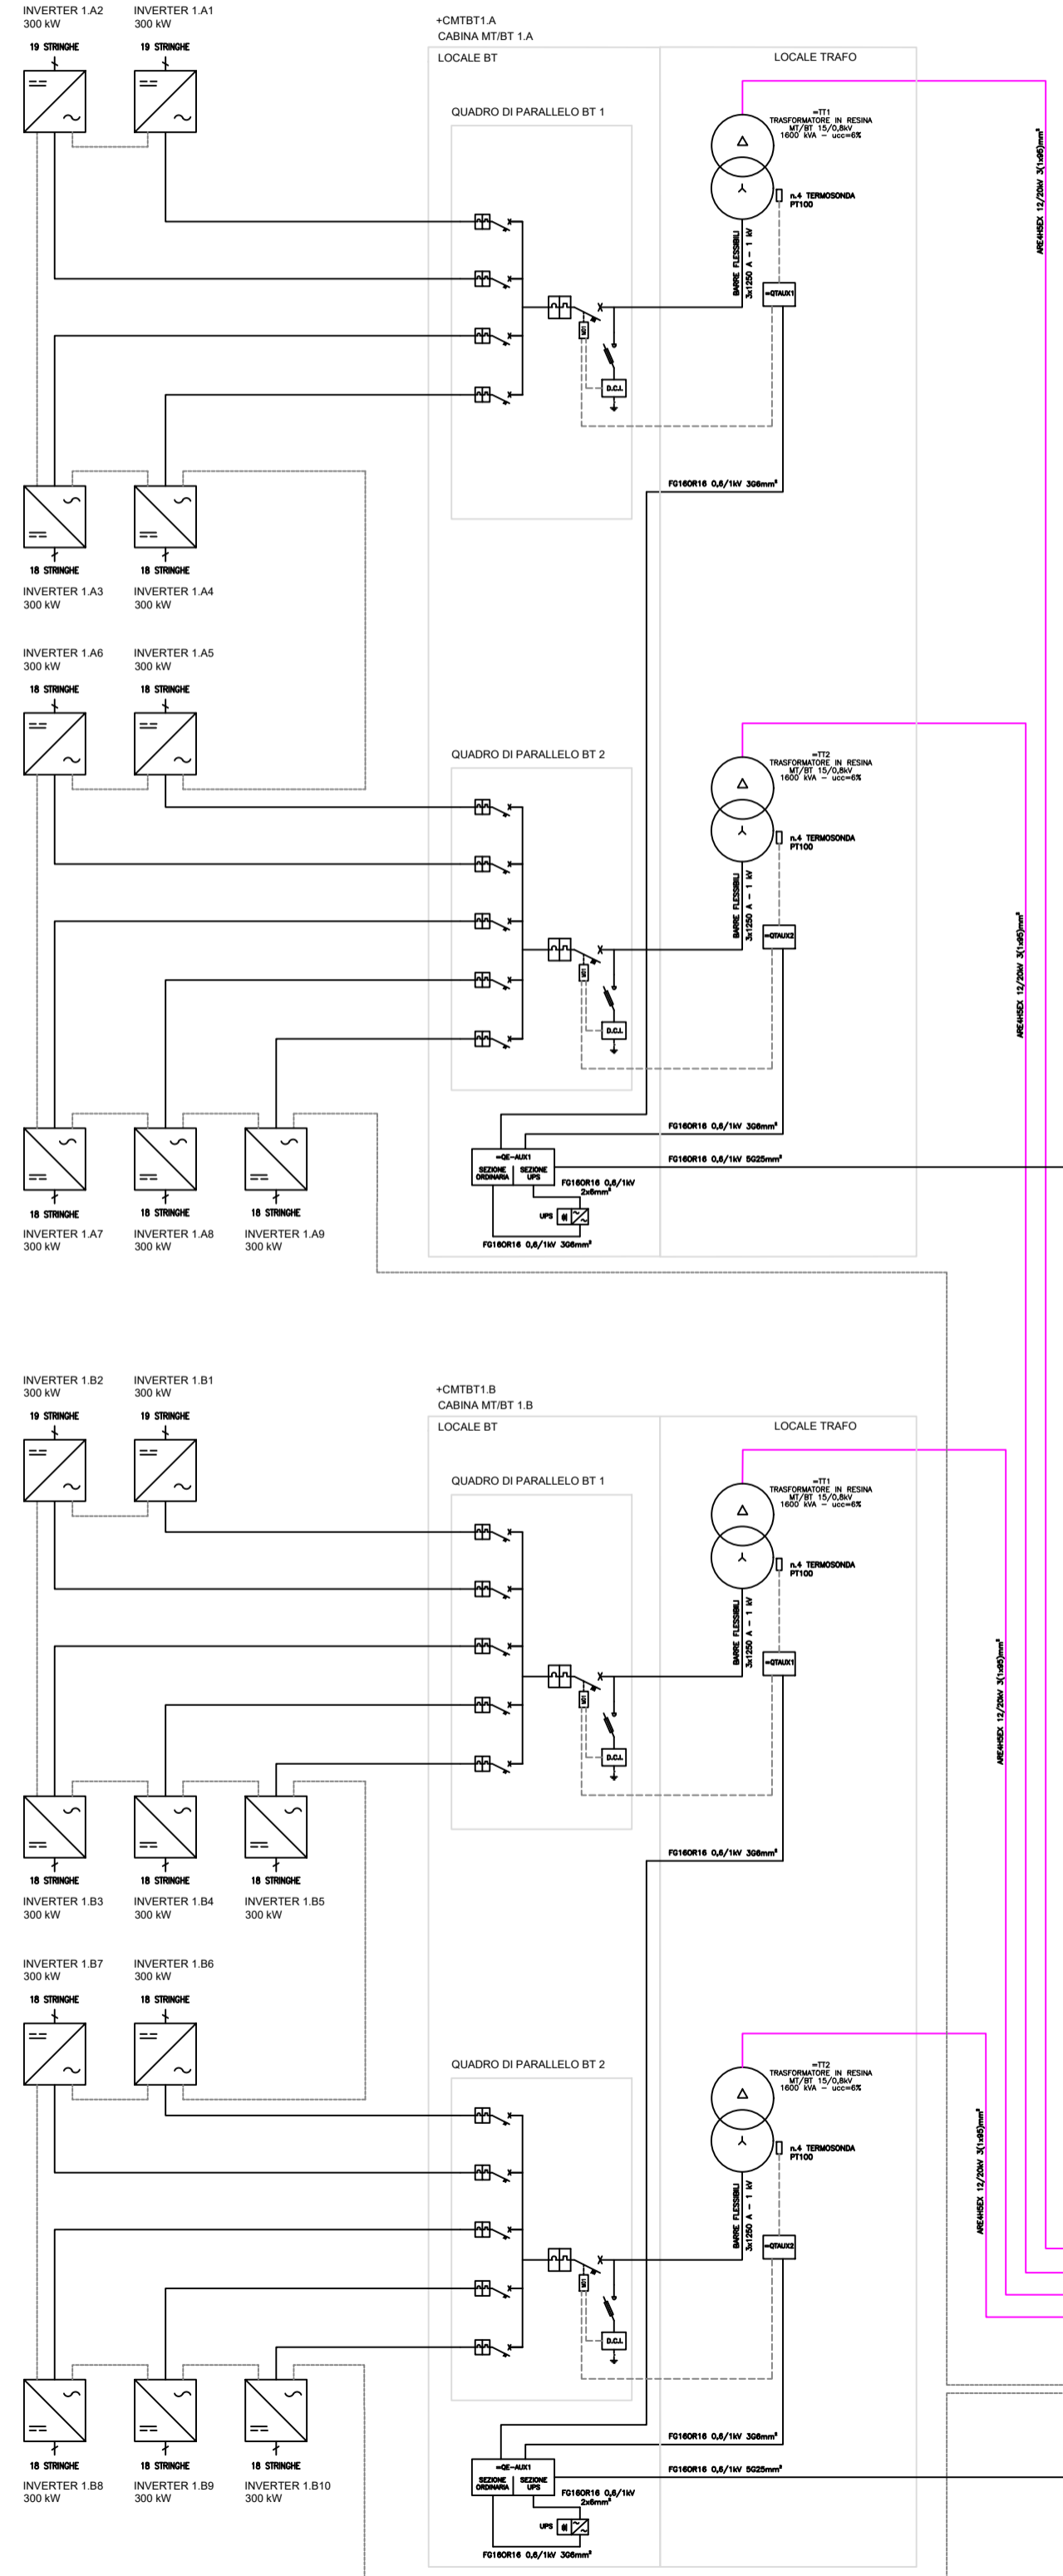 INVERTER 1.A2
300 kW
19 STRINGHE
INVERTER 1.A1
300 kW
19 STRINGHE
+CMTBT1.A
CABINA MT/BT 1.A
LOCALE BT
LOCALE TRAFO
QUADRO DI PARALLELO BT 1
=TT1
TRASFORMATORE IN RESINA
MT/BT 15/0,8kV
1600 kVA - ucc=6%
n.4 TERMOSONDA
PT100
BARRE FLESSIBILI
3x1250 A - 1 kV
=QTAUX1
M01
D.C.I.
ARE4H5EX 12/20kV 3(1x95)mm²
FG16OR16 0,6/1kV 3G6mm²
18 STRINGHE
INVERTER 1.A3
300 kW
18 STRINGHE
INVERTER 1.A4
300 kW
INVERTER 1.A6
300 kW
18 STRINGHE
INVERTER 1.A5
300 kW
18 STRINGHE
QUADRO DI PARALLELO BT 2
=TT2
TRASFORMATORE IN RESINA
MT/BT 15/0,8kV
1600 kVA - ucc=6%
n.4 TERMOSONDA
PT100
BARRE FLESSIBILI
3x1250 A - 1 kV
=QTAUX2
M01
D.C.I.
ARE4H5EX 12/20kV 3(1x95)mm²
FG16OR16 0,6/1kV 3G6mm²
=QE-AUX1
SEZIONE
ORDINARIA
SEZIONE
UPS
FG16OR16 0,6/1kV 5G25mm²
FG16OR16 0,6/1kV
2x6mm²
UPS
FG16OR16 0,6/1kV 3G6mm²
18 STRINGHE
INVERTER 1.A7
300 kW
18 STRINGHE
INVERTER 1.A8
300 kW
18 STRINGHE
INVERTER 1.A9
300 kW
INVERTER 1.B2
300 kW
19 STRINGHE
INVERTER 1.B1
300 kW
19 STRINGHE
+CMTBT1.B
CABINA MT/BT 1.B
LOCALE BT
LOCALE TRAFO
QUADRO DI PARALLELO BT 1
=TT1
TRASFORMATORE IN RESINA
MT/BT 15/0,8kV
1600 kVA - ucc=6%
n.4 TERMOSONDA
PT100
BARRE FLESSIBILI
3x1250 A - 1 kV
=QTAUX1
M01
D.C.I.
ARE4H5EX 12/20kV 3(1x95)mm²
FG16OR16 0,6/1kV 3G6mm²
18 STRINGHE
INVERTER 1.B3
300 kW
18 STRINGHE
INVERTER 1.B4
300 kW
18 STRINGHE
INVERTER 1.B5
300 kW
INVERTER 1.B7
300 kW
18 STRINGHE
INVERTER 1.B6
300 kW
18 STRINGHE
QUADRO DI PARALLELO BT 2
=TT2
TRASFORMATORE IN RESINA
MT/BT 15/0,8kV
1600 kVA - ucc=6%
n.4 TERMOSONDA
PT100
BARRE FLESSIBILI
3x1250 A - 1 kV
=QTAUX2
M01
D.C.I.
ARE4H5EX 12/20kV 3(1x95)mm²
FG16OR16 0,6/1kV 3G6mm²
=QE-AUX1
SEZIONE
ORDINARIA
SEZIONE
UPS
FG16OR16 0,6/1kV 5G25mm²
FG16OR16 0,6/1kV
2x6mm²
UPS
FG16OR16 0,6/1kV 3G6mm²
18 STRINGHE
INVERTER 1.B8
300 kW
18 STRINGHE
INVERTER 1.B9
300 kW
18 STRINGHE
INVERTER 1.B10
300 kW